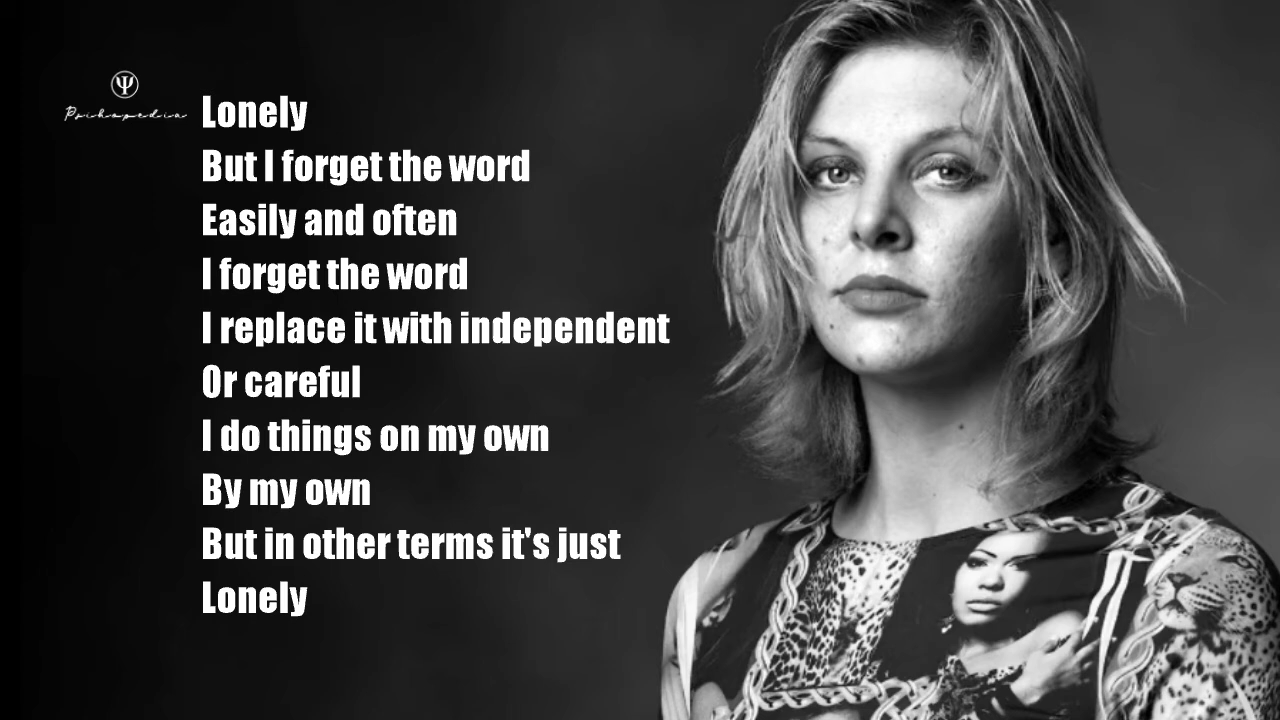 Psihopedia
Lonely
But I forget the word
Easily and often
I forget the word
I replace it with independent
Or careful
I do things on my own
By my own
But in other terms it's just
Lonely